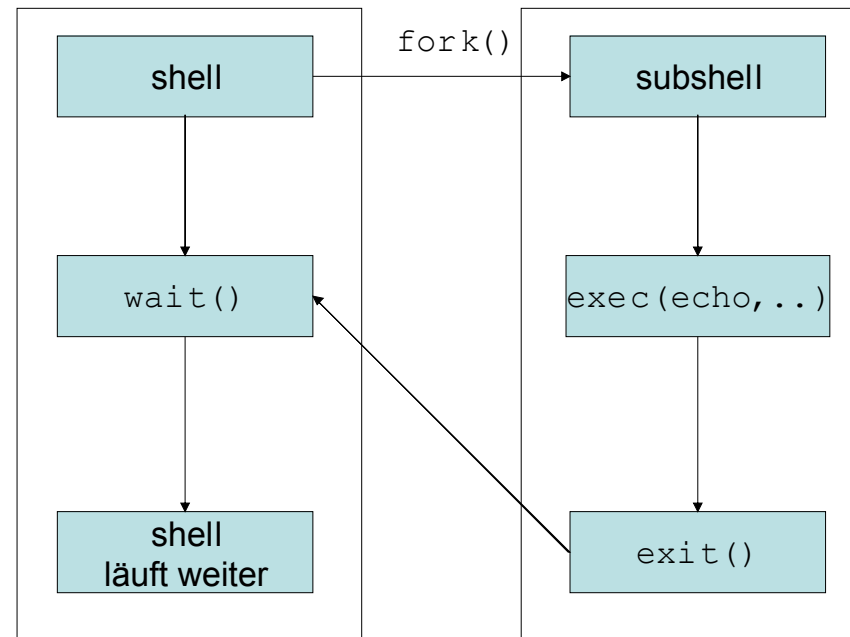 fork()
shell
subshell
wait()
exec(echo,..)
shell
läuft weiter
exit()